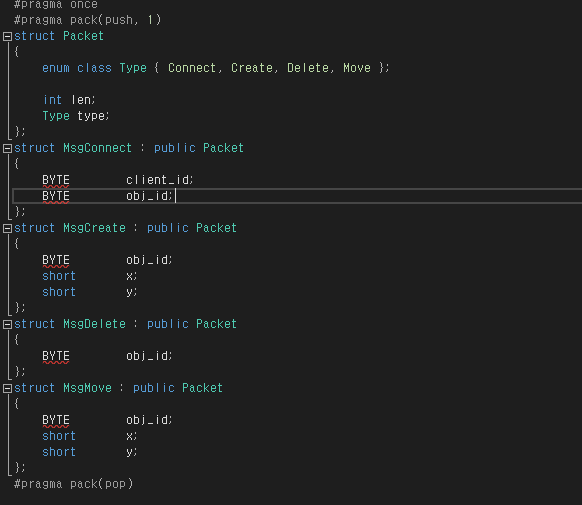 #pragma once
#pragma pack(push, 1)
struct Packet
{
    enum class Type { Connect, Create, Delete, Move };
    int len;
    Type type;
};
struct MsgConnect : public Packet
{
    BYTE        client_id;
    BYTE        obj_id;
};
struct MsgCreate : public Packet
{
    BYTE        obj_id;
    short       x;
    short       y;
};
struct MsgDelete : public Packet
{
    BYTE        obj_id;
};
struct MsgMove : public Packet
{
    BYTE        obj_id;
    short       x;
    short       y;
};
#pragma pack(pop)